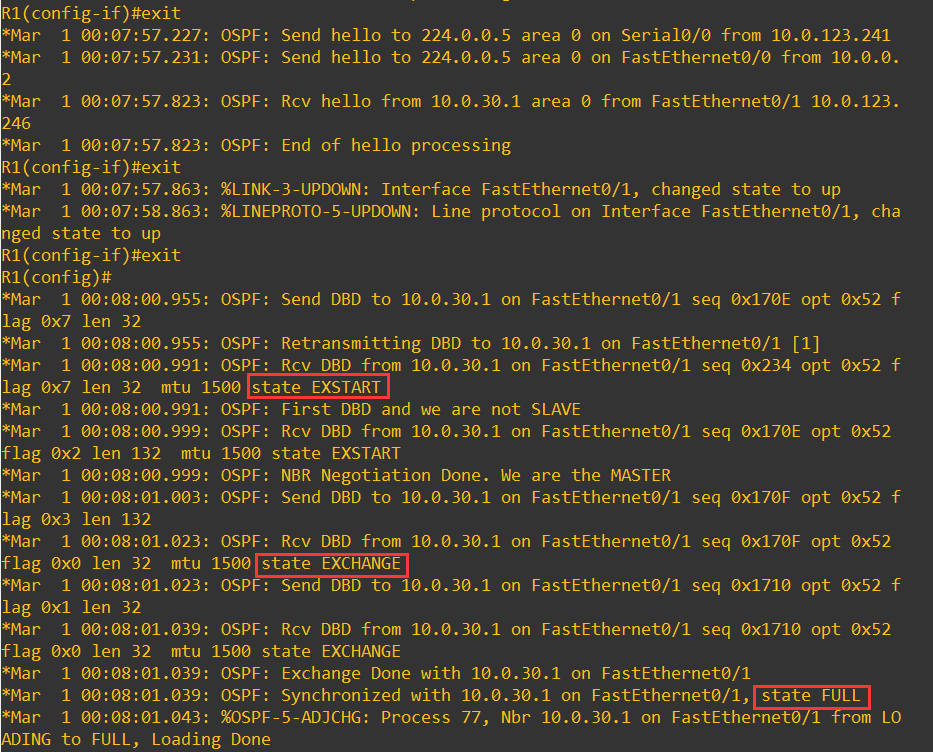 R1(config-if)#exit
*Mar  1 00:07:57.227: OSPF: Send hello to 224.0.0.5 area 0 on Serial0/0 from 10.0.123.241
*Mar  1 00:07:57.231: OSPF: Send hello to 224.0.0.5 area 0 on FastEthernet0/0 from 10.0.0.
2
*Mar  1 00:07:57.823: OSPF: Rcv hello from 10.0.30.1 area 0 from FastEthernet0/1 10.0.123.
246
*Mar  1 00:07:57.823: OSPF: End of hello processing
R1(config-if)#exit
*Mar  1 00:07:57.863: %LINK-3-UPDOWN: Interface FastEthernet0/1, changed state to up
*Mar  1 00:07:58.863: %LINEPROTO-5-UPDOWN: Line protocol on Interface FastEthernet0/1, cha
nged state to up
R1(config-if)#exit
R1(config)#
*Mar  1 00:08:00.955: OSPF: Send DBD to 10.0.30.1 on FastEthernet0/1 seq 0x170E opt 0x52 f
lag 0x7 len 32
*Mar  1 00:08:00.955: OSPF: Retransmitting DBD to 10.0.30.1 on FastEthernet0/1 [1]
*Mar  1 00:08:00.991: OSPF: Rcv DBD from 10.0.30.1 on FastEthernet0/1 seq 0x234 opt 0x52 f
lag 0x7 len 32  mtu 1500 state EXSTART
*Mar  1 00:08:00.991: OSPF: First DBD and we are not SLAVE
*Mar  1 00:08:00.999: OSPF: Rcv DBD from 10.0.30.1 on FastEthernet0/1 seq 0x170E opt 0x52
flag 0x2 len 132  mtu 1500 state EXSTART
*Mar  1 00:08:00.999: OSPF: NBR Negotiation Done. We are the MASTER
*Mar  1 00:08:01.003: OSPF: Send DBD to 10.0.30.1 on FastEthernet0/1 seq 0x170F opt 0x52 f
lag 0x3 len 132
*Mar  1 00:08:01.023: OSPF: Rcv DBD from 10.0.30.1 on FastEthernet0/1 seq 0x170F opt 0x52
flag 0x0 len 32  mtu 1500 state EXCHANGE
*Mar  1 00:08:01.023: OSPF: Send DBD to 10.0.30.1 on FastEthernet0/1 seq 0x1710 opt 0x52 f
lag 0x1 len 32
*Mar  1 00:08:01.039: OSPF: Rcv DBD from 10.0.30.1 on FastEthernet0/1 seq 0x1710 opt 0x52
flag 0x0 len 32  mtu 1500 state EXCHANGE
*Mar  1 00:08:01.039: OSPF: Exchange Done with 10.0.30.1 on FastEthernet0/1
*Mar  1 00:08:01.039: OSPF: Synchronized with 10.0.30.1 on FastEthernet0/1, state FULL
*Mar  1 00:08:01.043: %OSPF-5-ADJCHG: Process 77, Nbr 10.0.30.1 on FastEthernet0/1 from LO
ADING to FULL, Loading Done